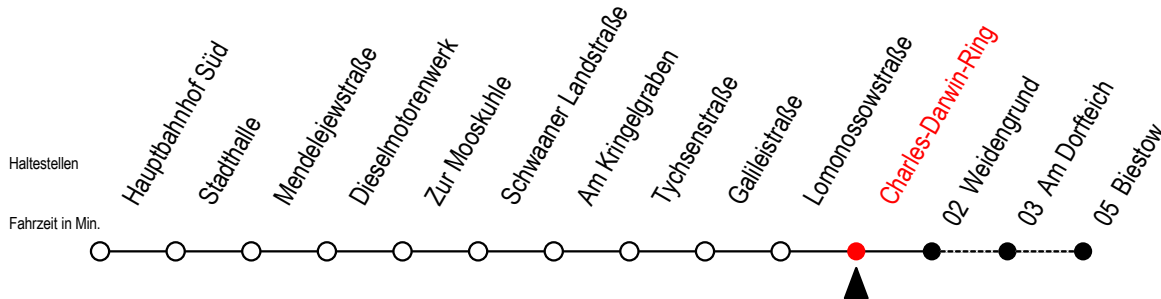 Haltestellen
Fahrzeit in Min.
Hauptbahnhof Süd
Stadthalle
Mendelejewstraße
Dieselmotorenwerk
Zur Mooskuhle
Schwaaner Landstraße
Am Kringelgraben
Tychsenstraße
Galileistraße
Lomonossowstraße
Charles-Darwin-Ring
02 Weidengrund
03 Am Dorfteich
05 Biestow